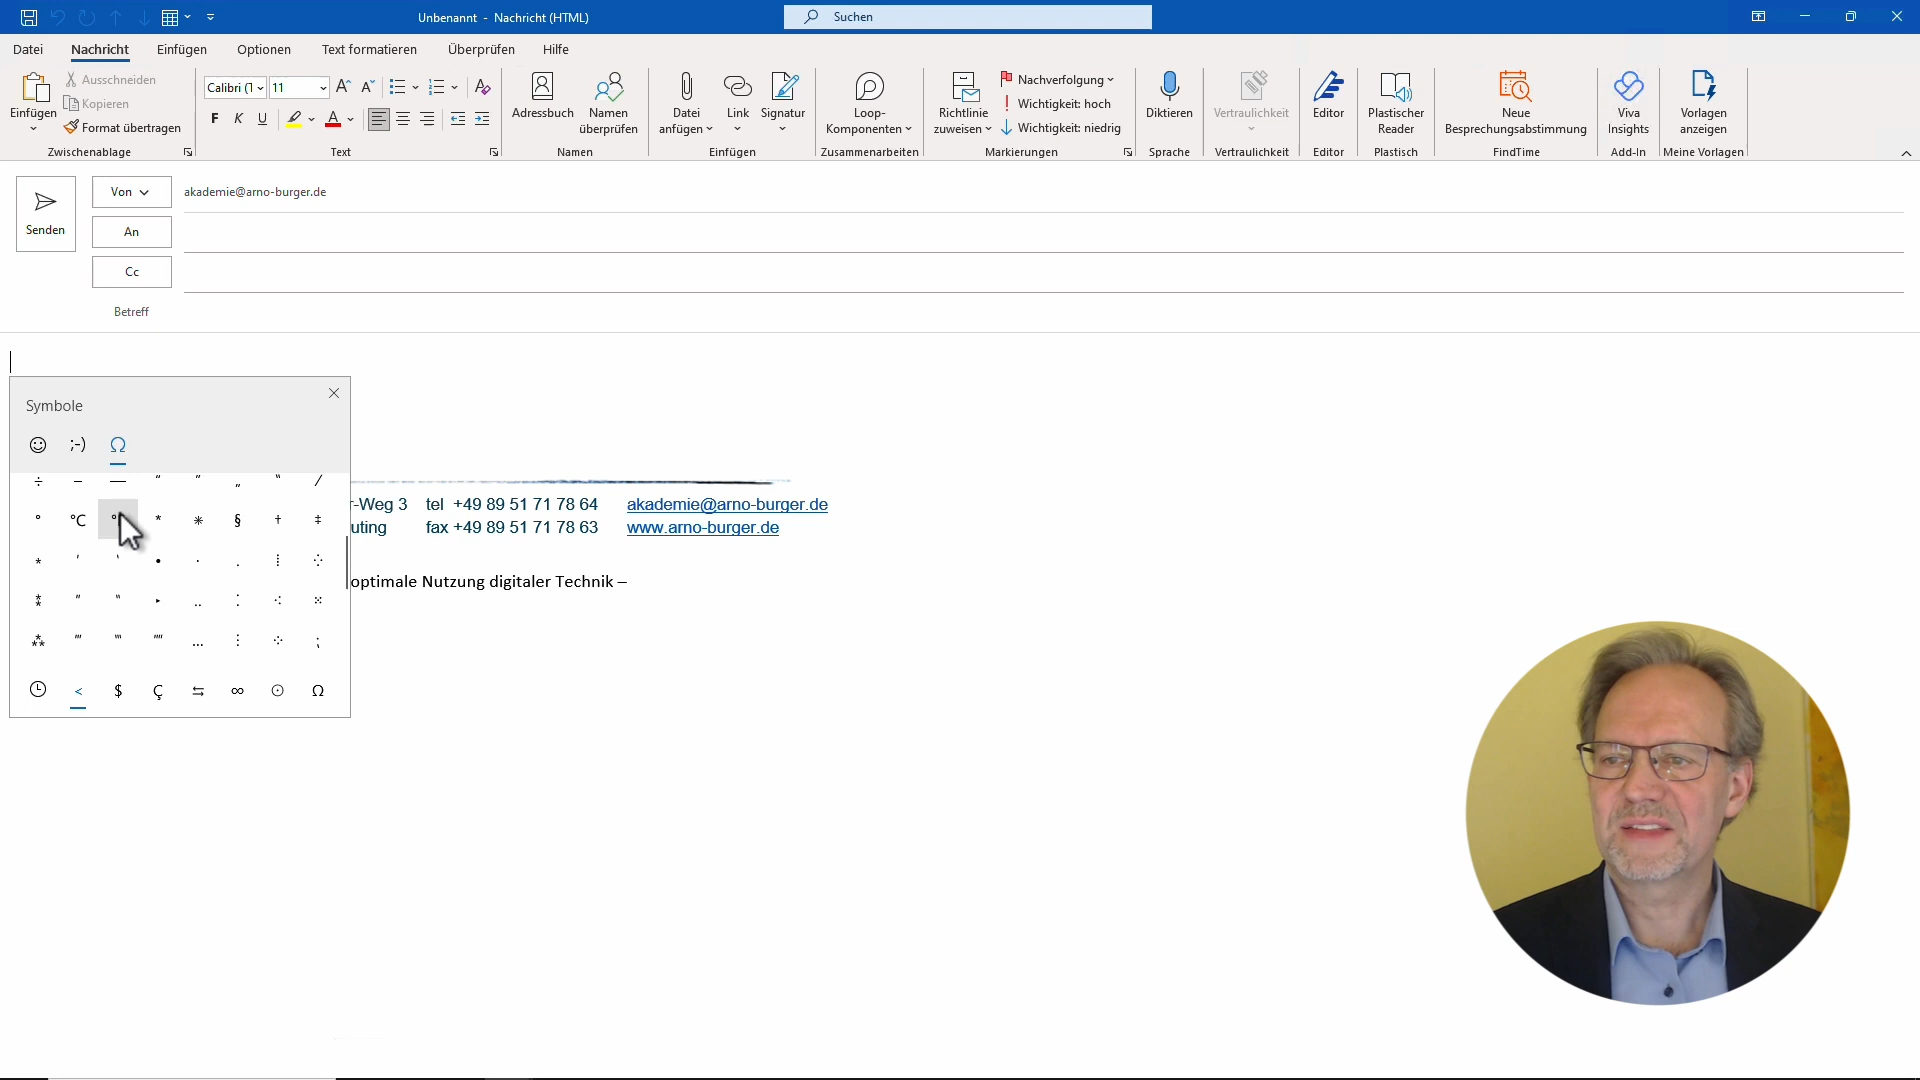 Unbenannt - Nachricht (HTML)
Suchen
Datei Nachricht Einfügen Optionen Text formatieren Überprüfen Hilfe
Einfügen
Ausschneiden
Kopieren
Format übertragen
Zwischenablage
Calibri (T 11
F K U A
Text
Adressbuch
Namen
überprüfen
Namen
Datei
anfügen
Link
Signatur
Einfügen
Loop-
Komponenten
Zusammenarbeiten
Richtlinie
zuweisen
Nachverfolgung
Wichtigkeit: hoch
Wichtigkeit: niedrig
Markierungen
Diktieren
Sprache
Vertraulichkeit
Vertraulichkeit
Editor
Editor
Plastischer
Reader
Plastisch
Neue
Besprechungsabstimmung
FindTime
Viva
Insights
Add-In
Vorlagen
anzeigen
Meine Vorlagen
Senden
Von
akademie@arno-burger.de
An
Cc
Betreff
Symbole
;-) Ω
÷ – — “ ” „ ‟ ⁄
° °C * ⁎ § † ‡
... ;
< $ Ç ⇆ ∞ ⊙ Ω
r-Weg 3 tel +49 89 51 71 78 64 akademie@arno-burger.de
uting fax +49 89 51 71 78 63 www.arno-burger.de
optimale Nutzung digitaler Technik –